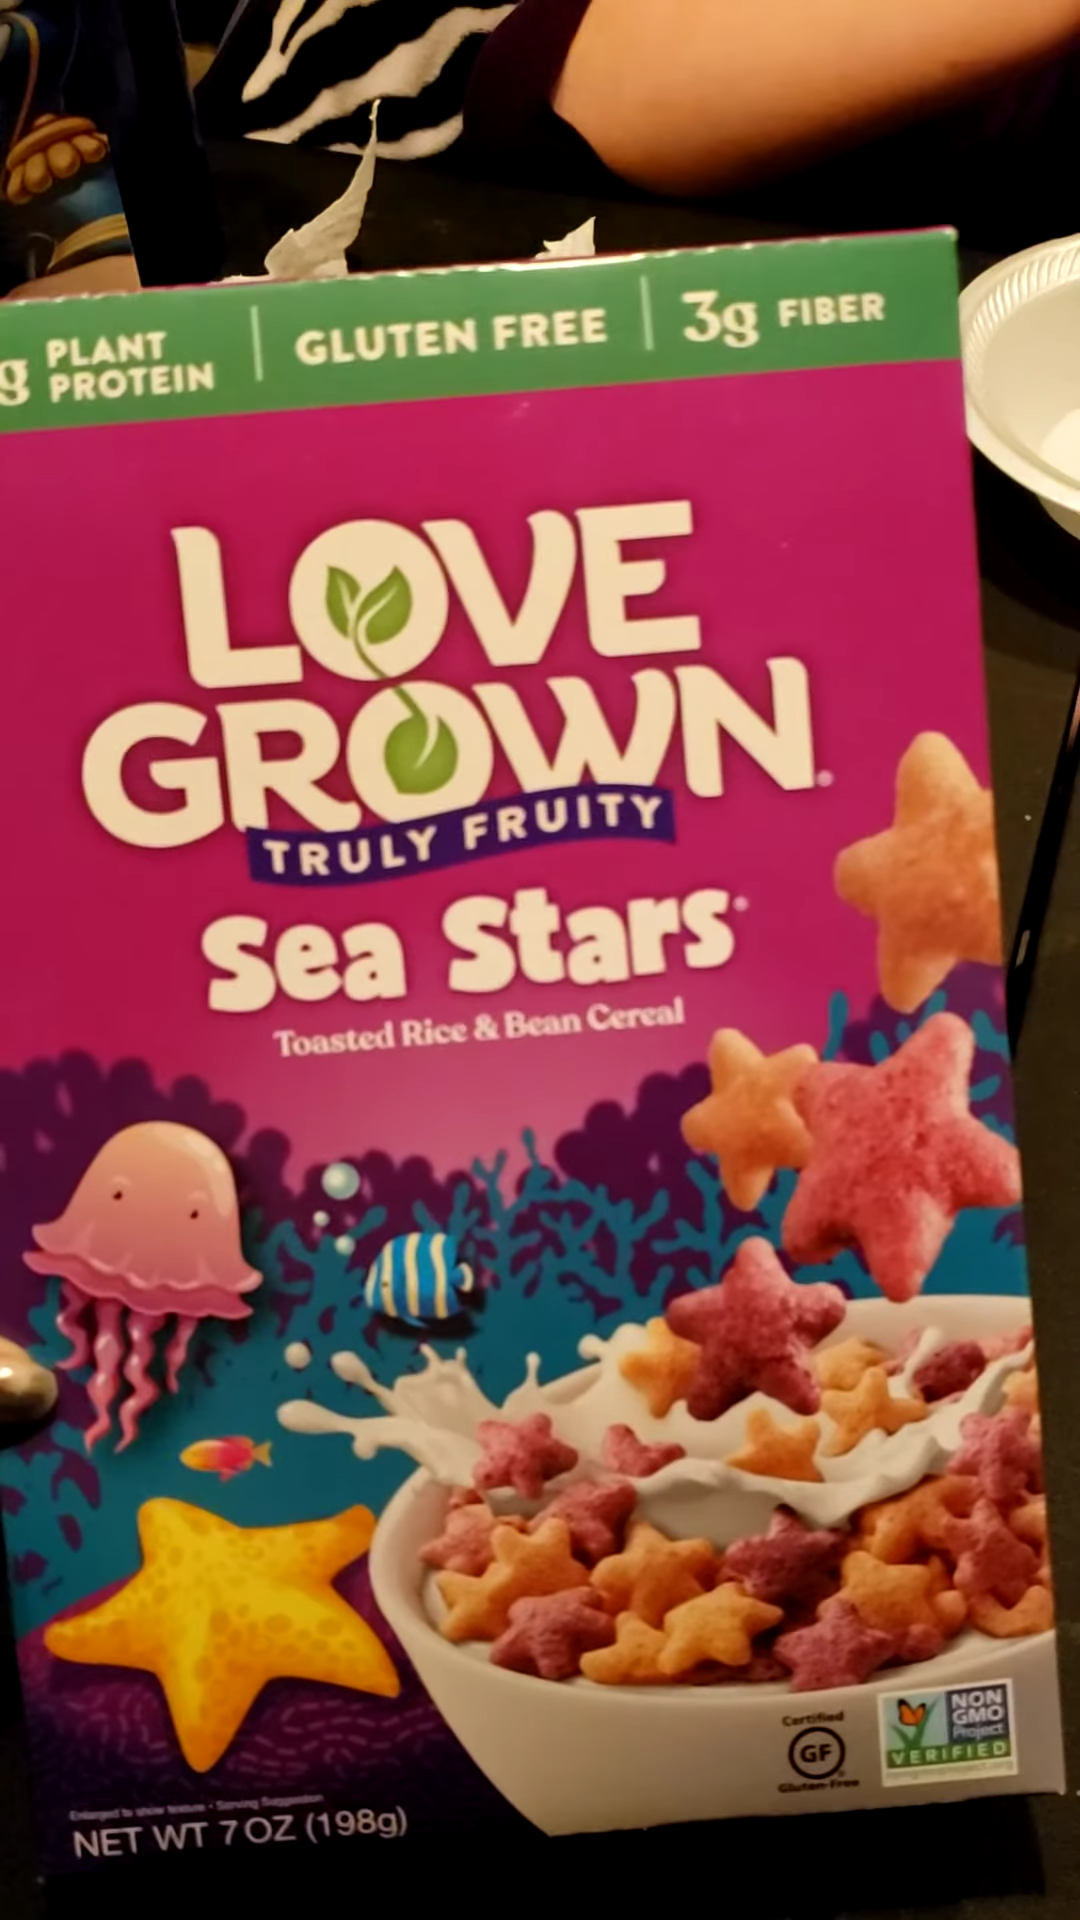 g PLANT PROTEIN
GLUTEN FREE
3g FIBER
LOVE
GROWN®
TRULY FRUITY
Sea Stars®
Toasted Rice & Bean Cereal
Certified
GF
Gluten-Free
NON
GMO
Project
VERIFIED
Enlarged to show texture • Serving Suggestion
NET WT 7 OZ (198g)